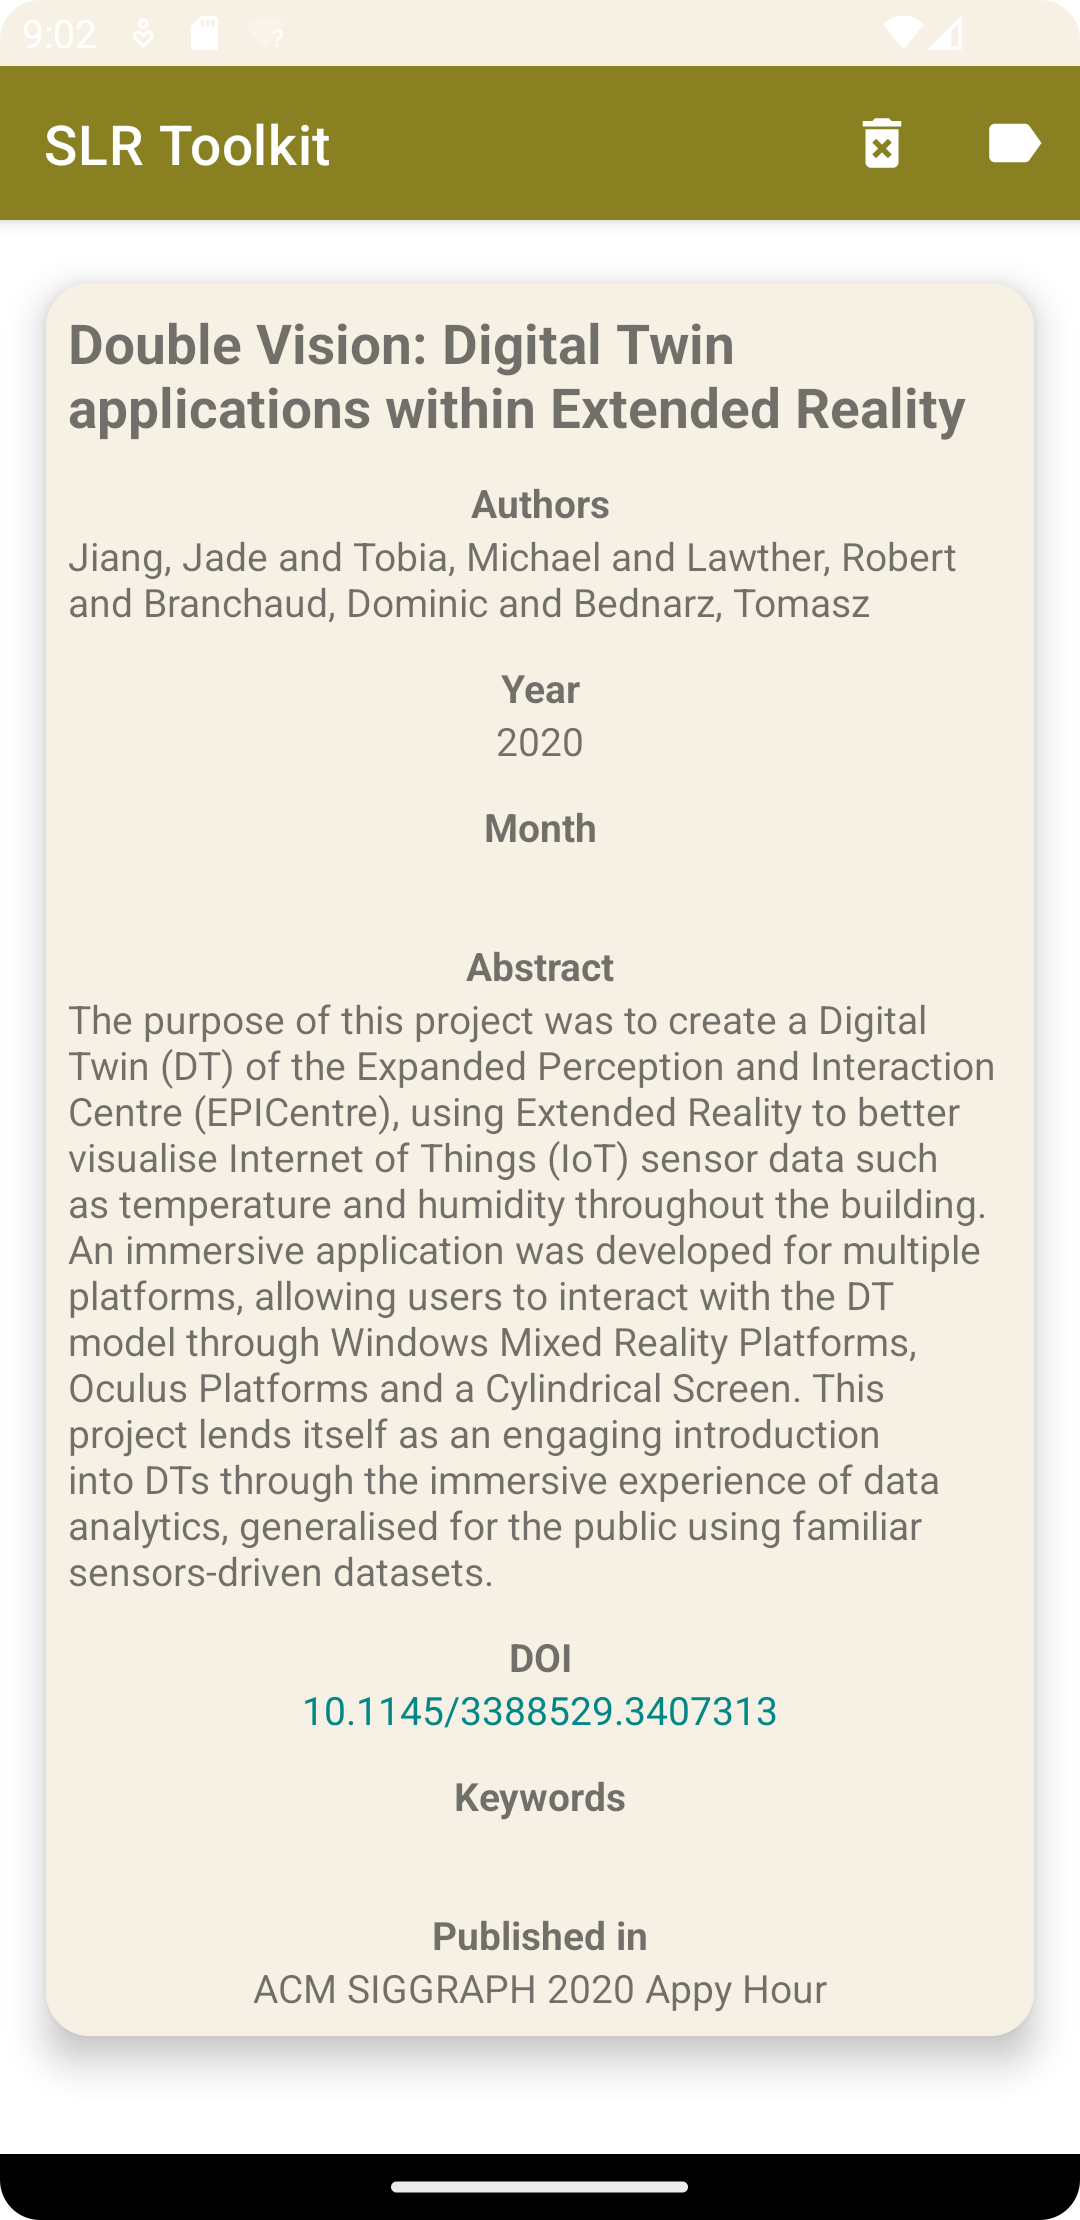 9:02
SLR Toolkit
Double Vision: Digital Twin
applications within Extended Reality
Authors
Jiang, Jade and Tobia, Michael and Lawther, Robert
and Branchaud, Dominic and Bednarz, Tomasz
Year
2020
Month
Abstract
The purpose of this project was to create a Digital
Twin (DT) of the Expanded Perception and Interaction
Centre (EPICentre), using Extended Reality to better
visualise Internet of Things (IoT) sensor data such
as temperature and humidity throughout the building.
An immersive application was developed for multiple
platforms, allowing users to interact with the DT
model through Windows Mixed Reality Platforms,
Oculus Platforms and a Cylindrical Screen. This
project lends itself as an engaging introduction
into DTs through the immersive experience of data
analytics, generalised for the public using familiar
sensors-driven datasets.
DOI
10.1145/3388529.3407313
Keywords
Published in
ACM SIGGRAPH 2020 Appy Hour